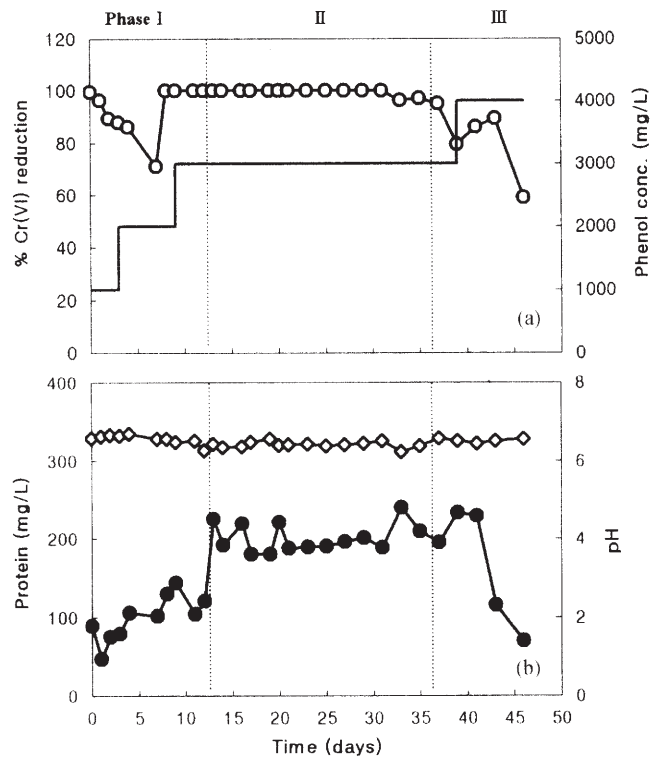 Phase I II III
120 5000
100 4000
80
3000
60
2000
40
20 1000
0 0
(a)
% Cr(VI) reduction
Phenol conc. (mg/L)
400 8
300 6
200 4
100 2
0 0
(b)
Protein (mg/L)
pH
0 5 10 15 20 25 30 35 40 45 50
Time (days)